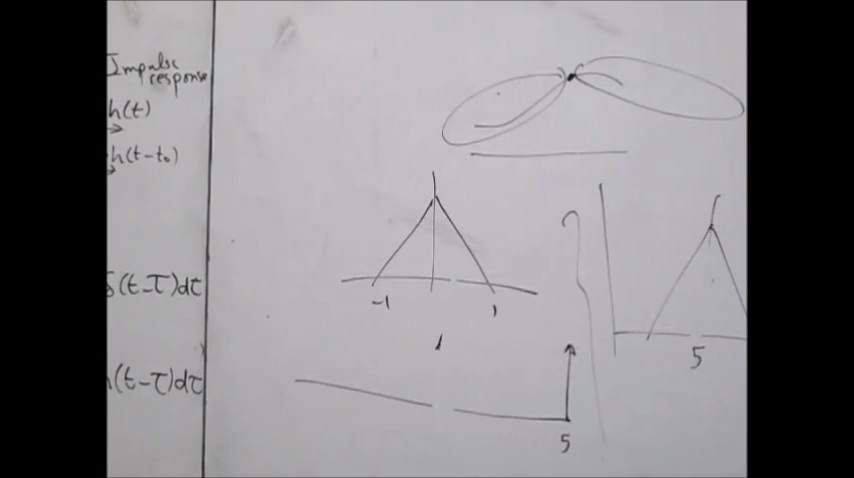 Impulse
response
h(t)
h(t-t₀)
δ(t-τ)dτ
h(t-τ)dτ
-1
1
5
5